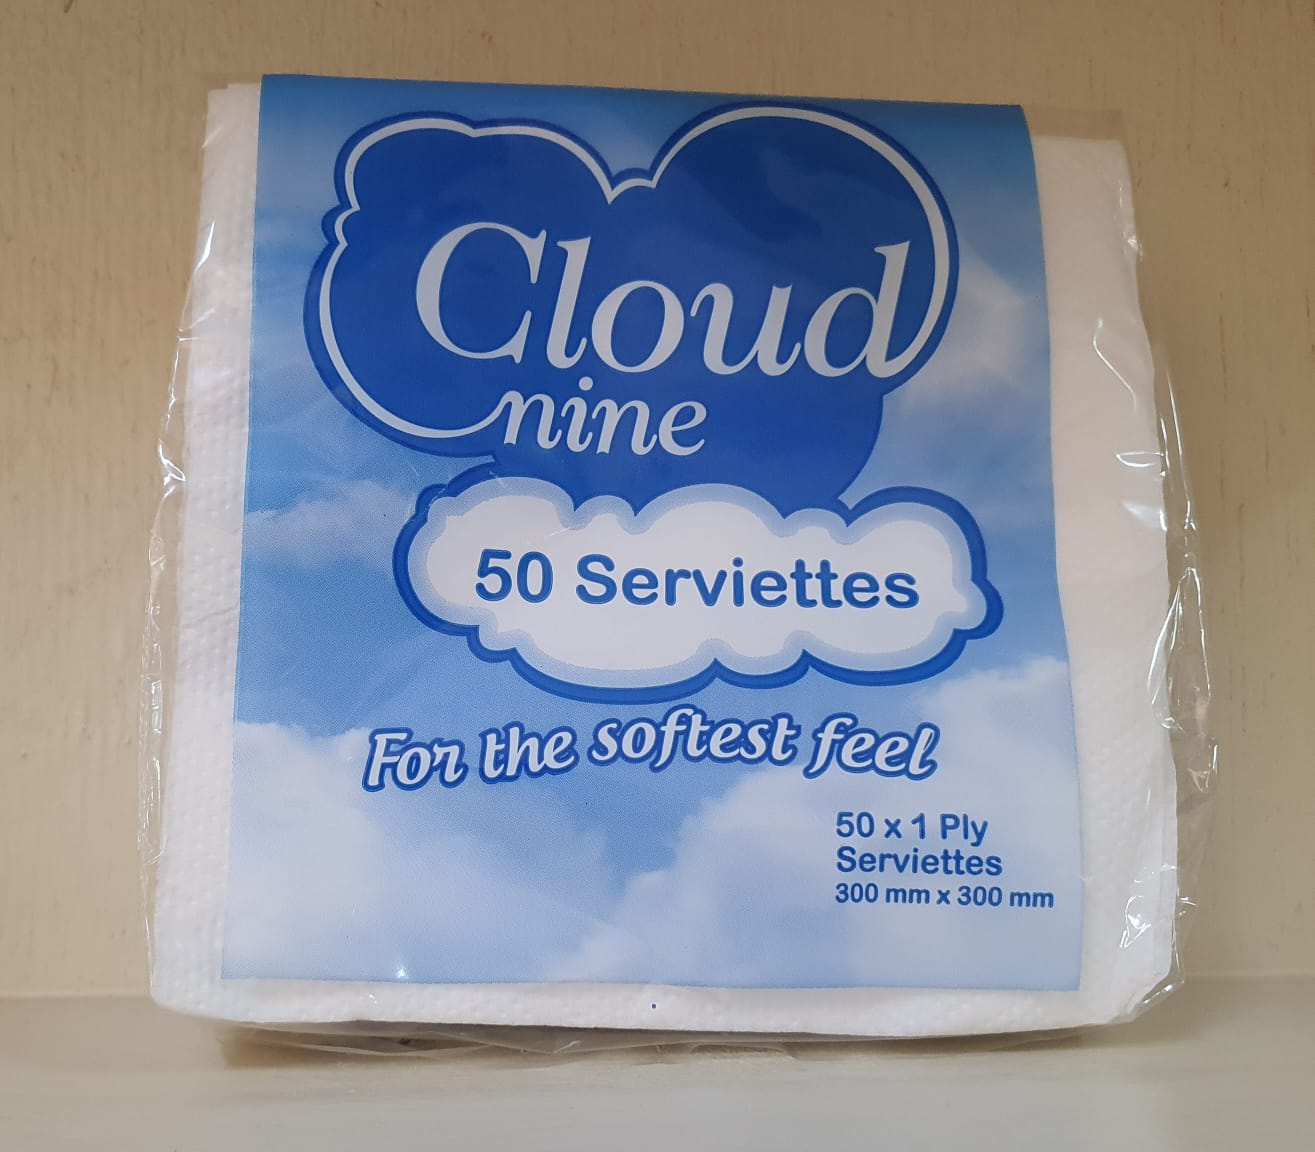 Cloud
nine
50 Serviettes
For the softest feel
50 x 1 Ply
Serviettes
300 mm x 300 mm